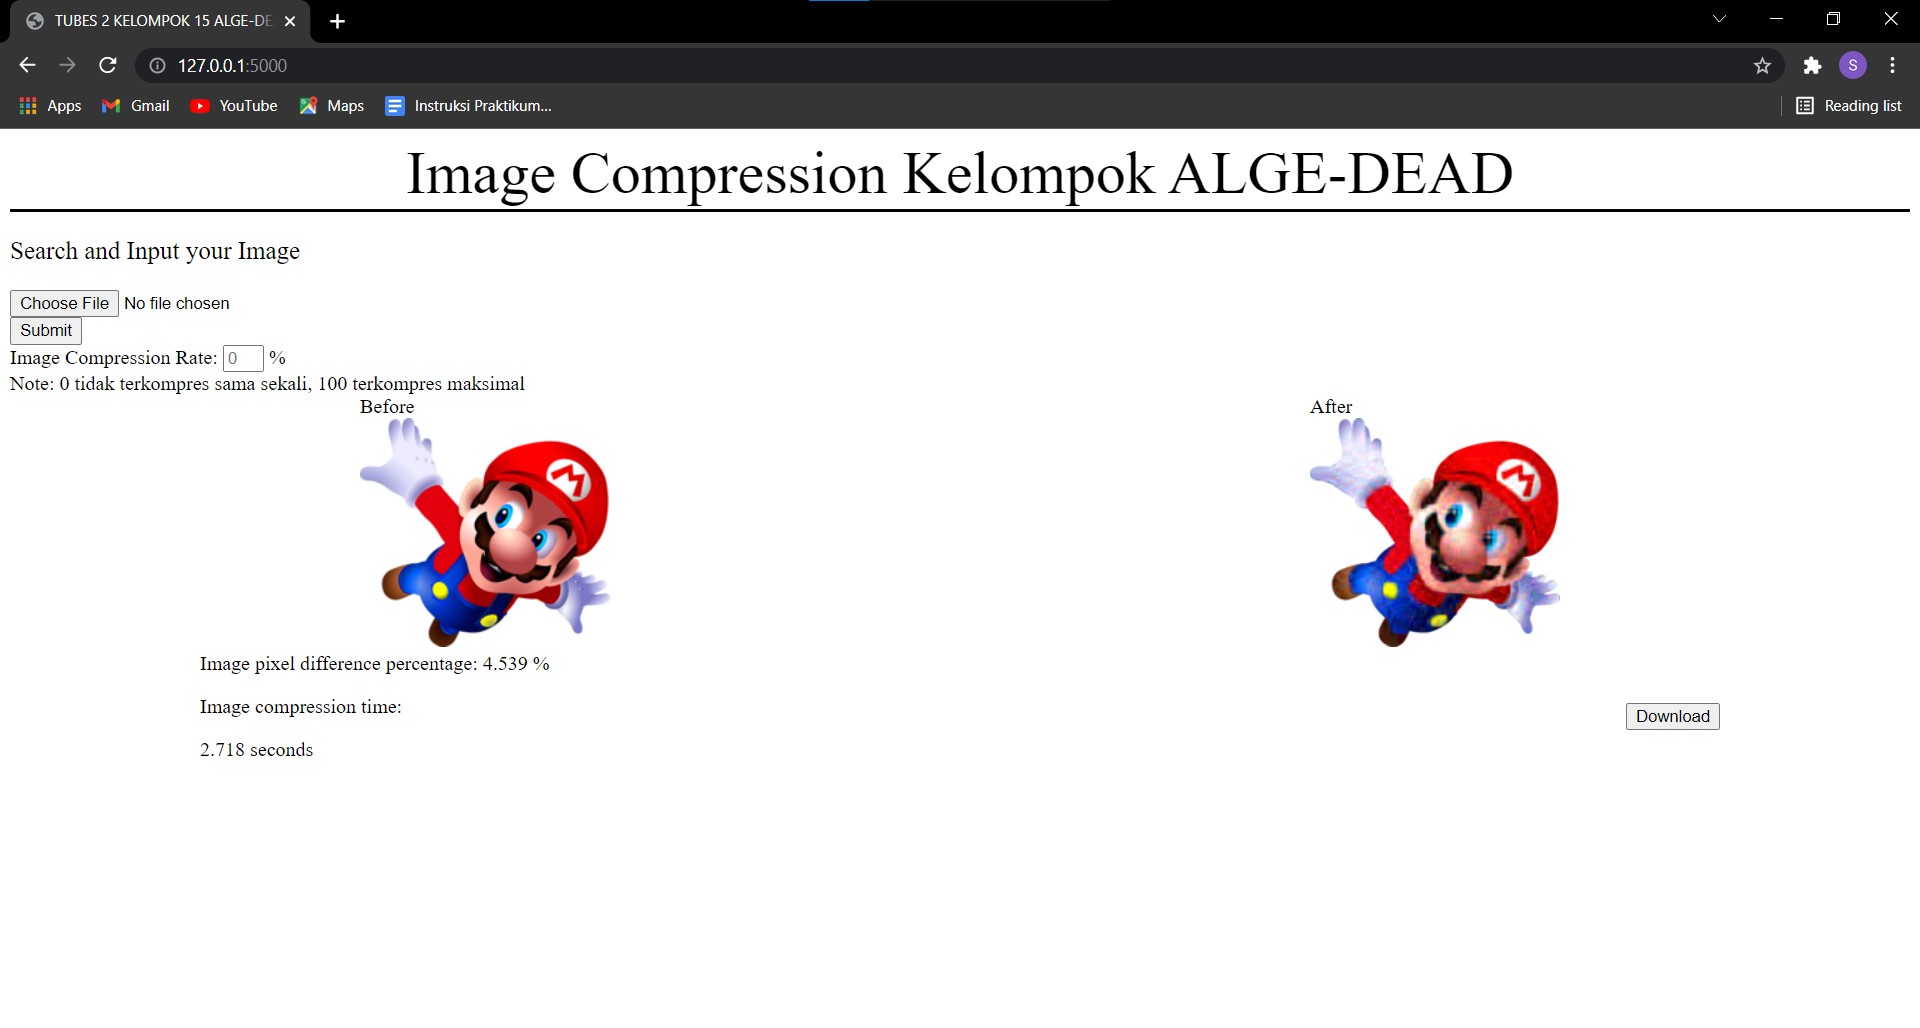 TUBES 2 KELOMPOK 15 ALGE-DE
127.0.0.1:5000
S
Apps Gmail YouTube Maps Instruksi Praktikum... Reading list
Image Compression Kelompok ALGE-DEAD
Search and Input your Image
Choose File No file chosen
Submit
Image Compression Rate: 0 %
Note: 0 tidak terkompres sama sekali, 100 terkompres maksimal
Before After
M M
Image pixel difference percentage: 4.539 %
Image compression time:
Download
2.718 seconds